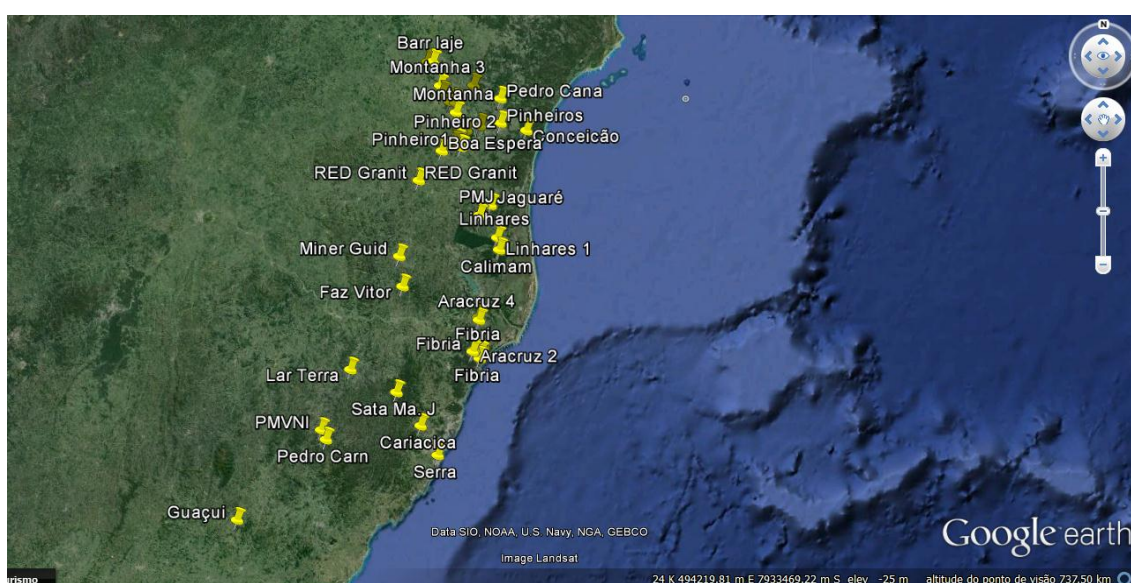 N
Barr laje
Montanha 3
Montanha
Pedro Cana
Pinheiro 2
Pinheiros
Pinheiro1
Boa Espera
Conceicão
RED Granit
RED Granit
PMJ
Jaguaré
Linhares
Miner Guid
Linhares 1
Calimam
Faz Vitor
Aracruz 4
Fibria
Fibria
Aracruz 2
Fibria
Lar Terra
Sata Ma. J
PMVNI
Cariacica
Pedro Carn
Serra
Guaçui
Data SIO, NOAA, U.S. Navy, NGA, GEBCO
Image Landsat
Google earth
urismo
24 K 494219.81 m E 7933469.22 m S elev -25 m altitude do ponto de visão 737.50 km